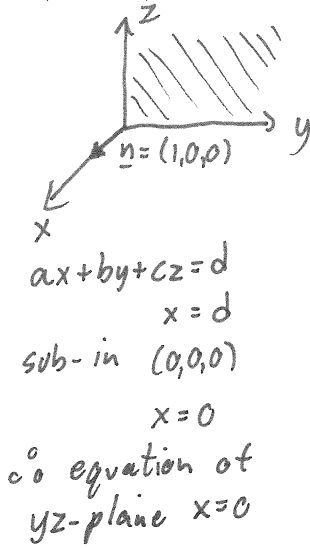 z
y
n = (1,0,0)
x
ax+by+cz=d
x = d
sub-in (0,0,0)
x=0
∴ equation of
yz-plane x=0